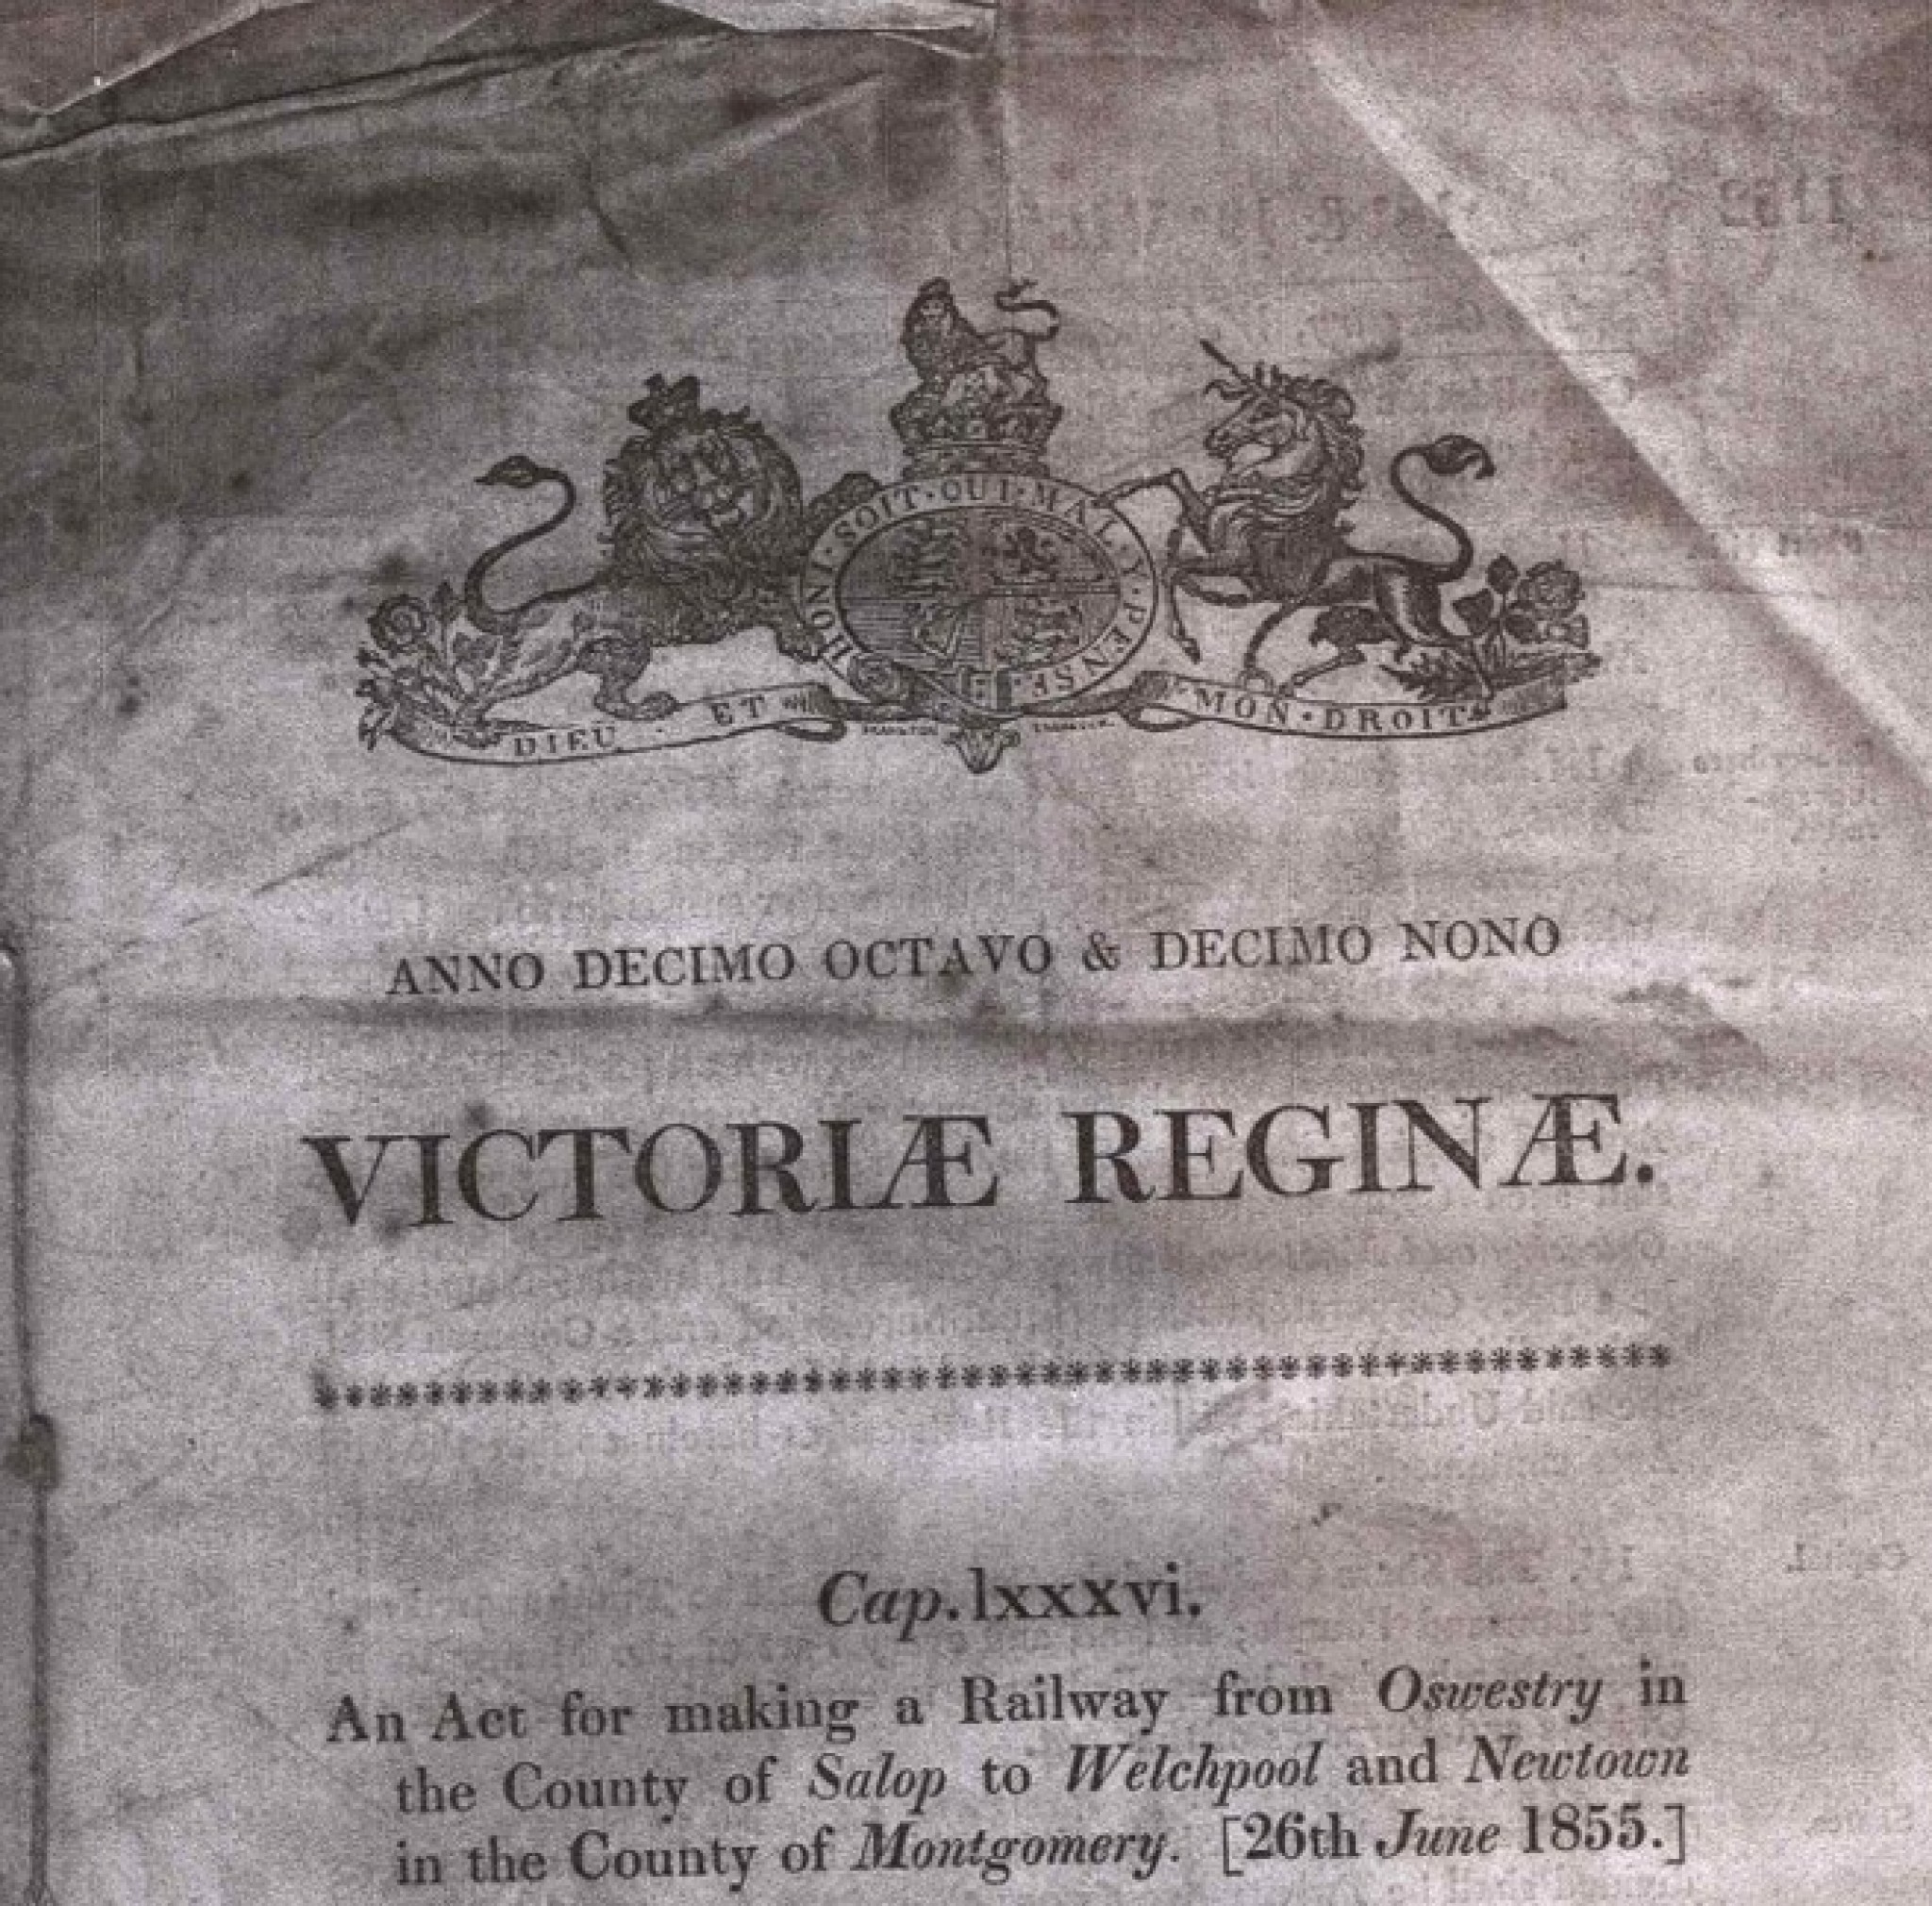 HONI · SOIT · QUI · MAL · Y · PENSE
DIEU · ET MON · DROIT
ANNO DECIMO OCTAVO & DECIMO NONO
VICTORIÆ REGINÆ.
Cap. lxxxvi.
An Act for making a Railway from Oswestry in
the County of Salop to Welchpool and Newtown
in the County of Montgomery. [26th June 1855.]